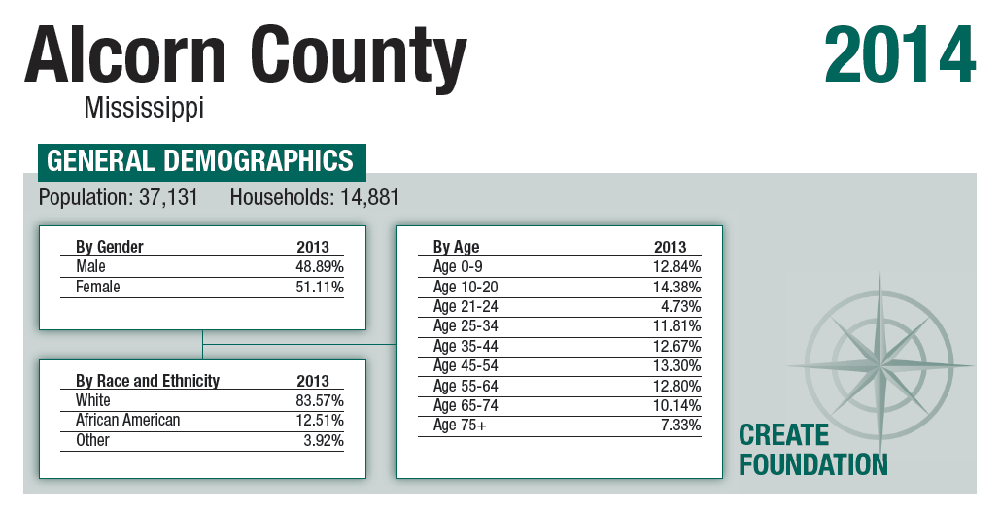 Alcorn County
2014
Mississippi
GENERAL DEMOGRAPHICS
Population: 37,131 Households: 14,881
By Gender 2013
Male 48.89%
Female 51.11%
By Race and Ethnicity 2013
White 83.57%
African American 12.51%
Other 3.92%
By Age 2013
Age 0-9 12.84%
Age 10-20 14.38%
Age 21-24 4.73%
Age 25-34 11.81%
Age 35-44 12.67%
Age 45-54 13.30%
Age 55-64 12.80%
Age 65-74 10.14%
Age 75+ 7.33%
CREATE
FOUNDATION